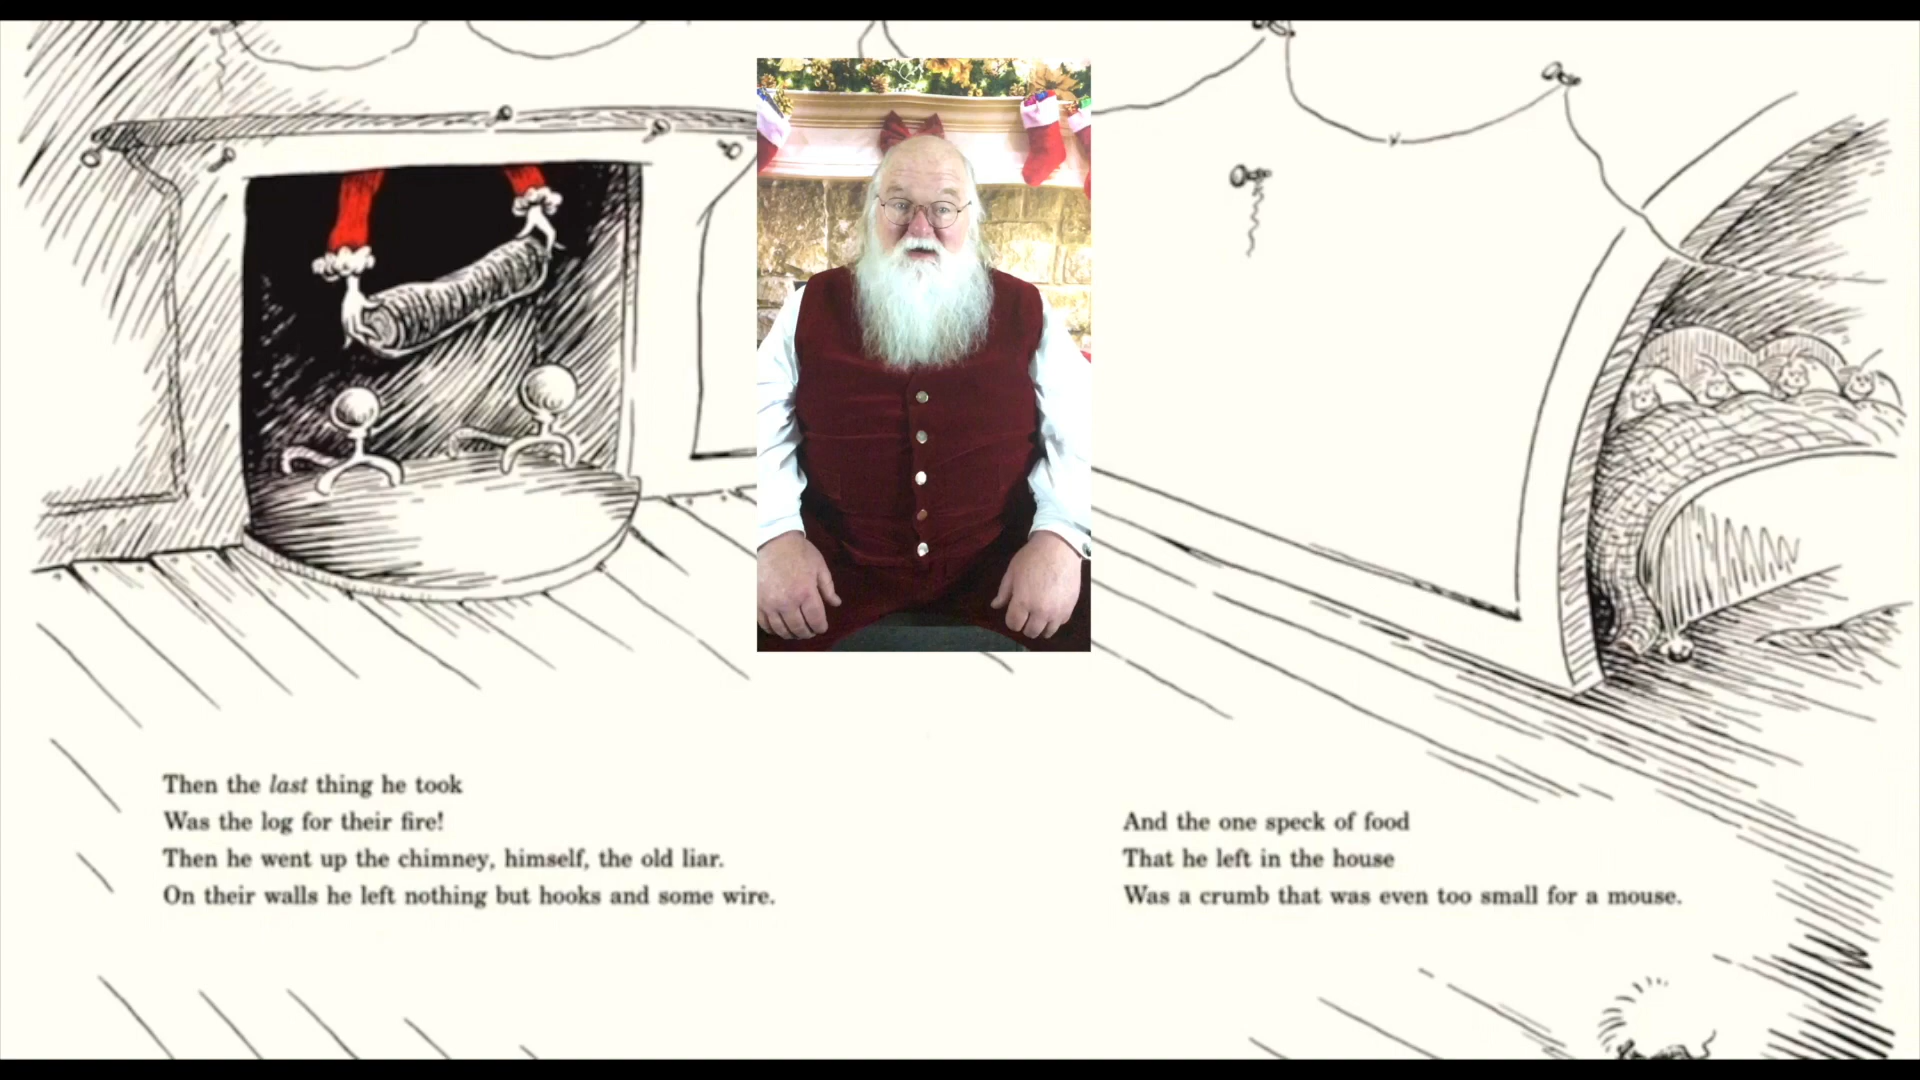 Then the last thing he took
Was the log for their fire!
Then he went up the chimney, himself, the old liar.
On their walls he left nothing but hooks and some wire.
And the one speck of food
That he left in the house
Was a crumb that was even too small for a mouse.